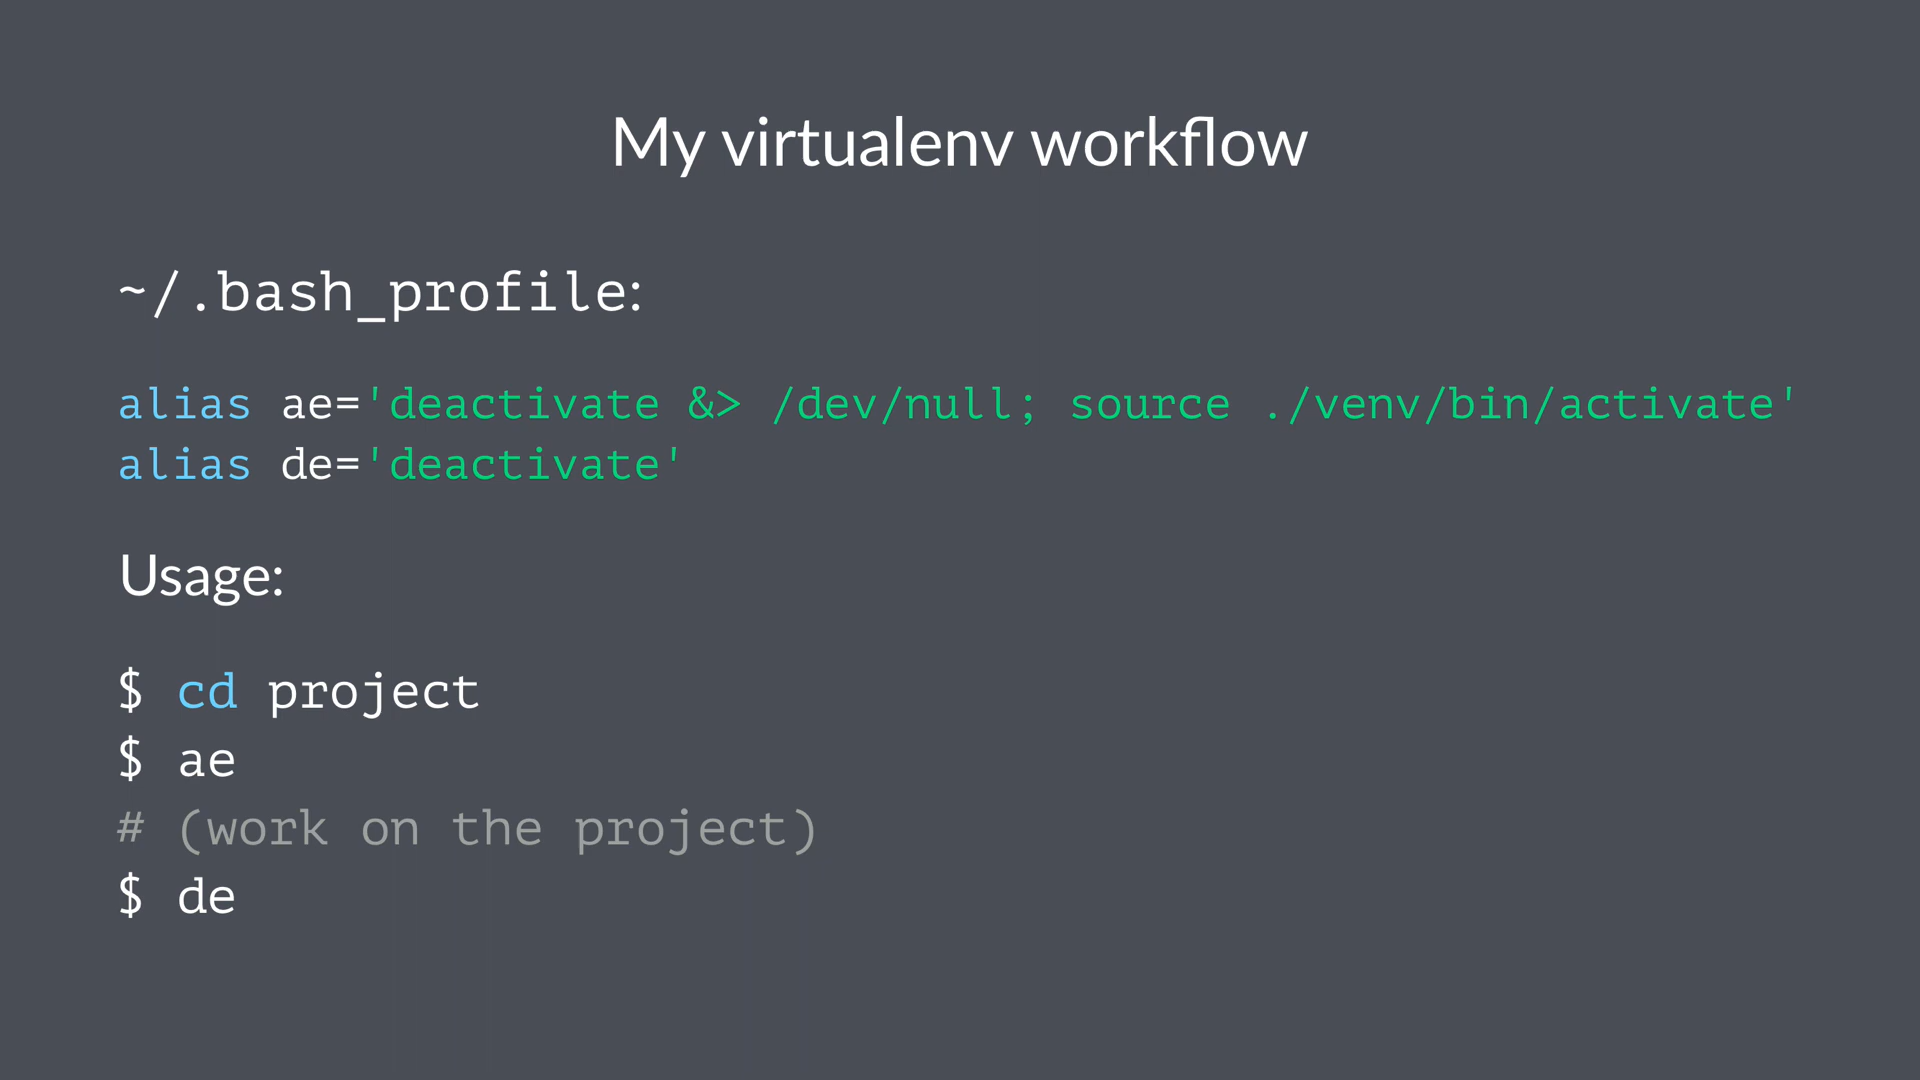 My virtualenv workflow
~/.bash_profile:
alias ae='deactivate &> /dev/null; source ./venv/bin/activate'
alias de='deactivate'
Usage:
$ cd project
$ ae
# (work on the project)
$ de